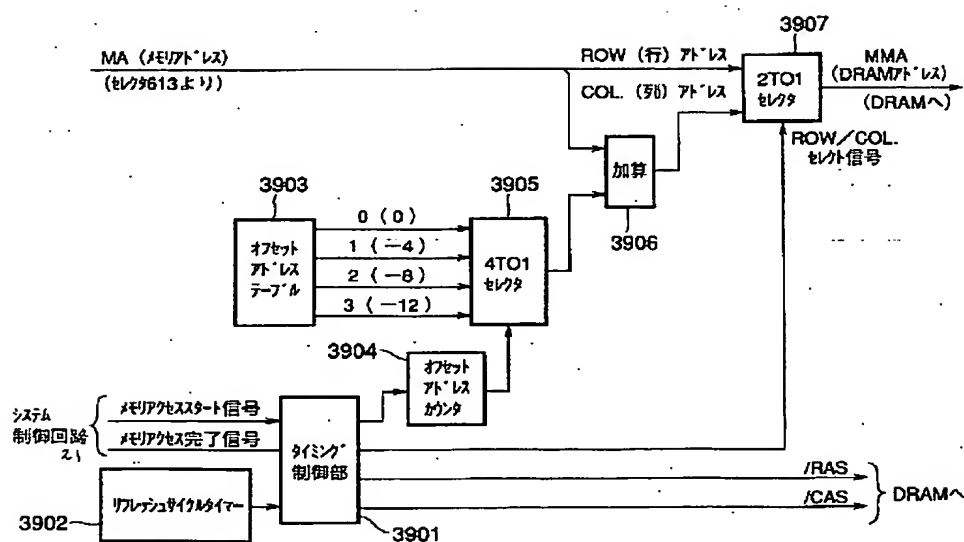 3907
MA (メモリアドレス)
(セレクタ613より)
ROW (行) アドレス
COL. (列) アドレス
2TO1
セレクタ
MMA
(DRAMアドレス)
(DRAMへ)
ROW/COL.
セレクト信号
加算
3906
3903
オフセット
アドレス
テーブル
0 (0)
1 (-4)
2 (-8)
3 (-12)
3905
4TO1
セレクタ
3904
オフセット
アドレス
カウンタ
システム
制御回路
21
メモリアクセススタート信号
メモリアクセス完了信号
タイミング
制御部
3901
3902
リフレッシュサイクルタイマー
/RAS
/CAS
DRAMへ